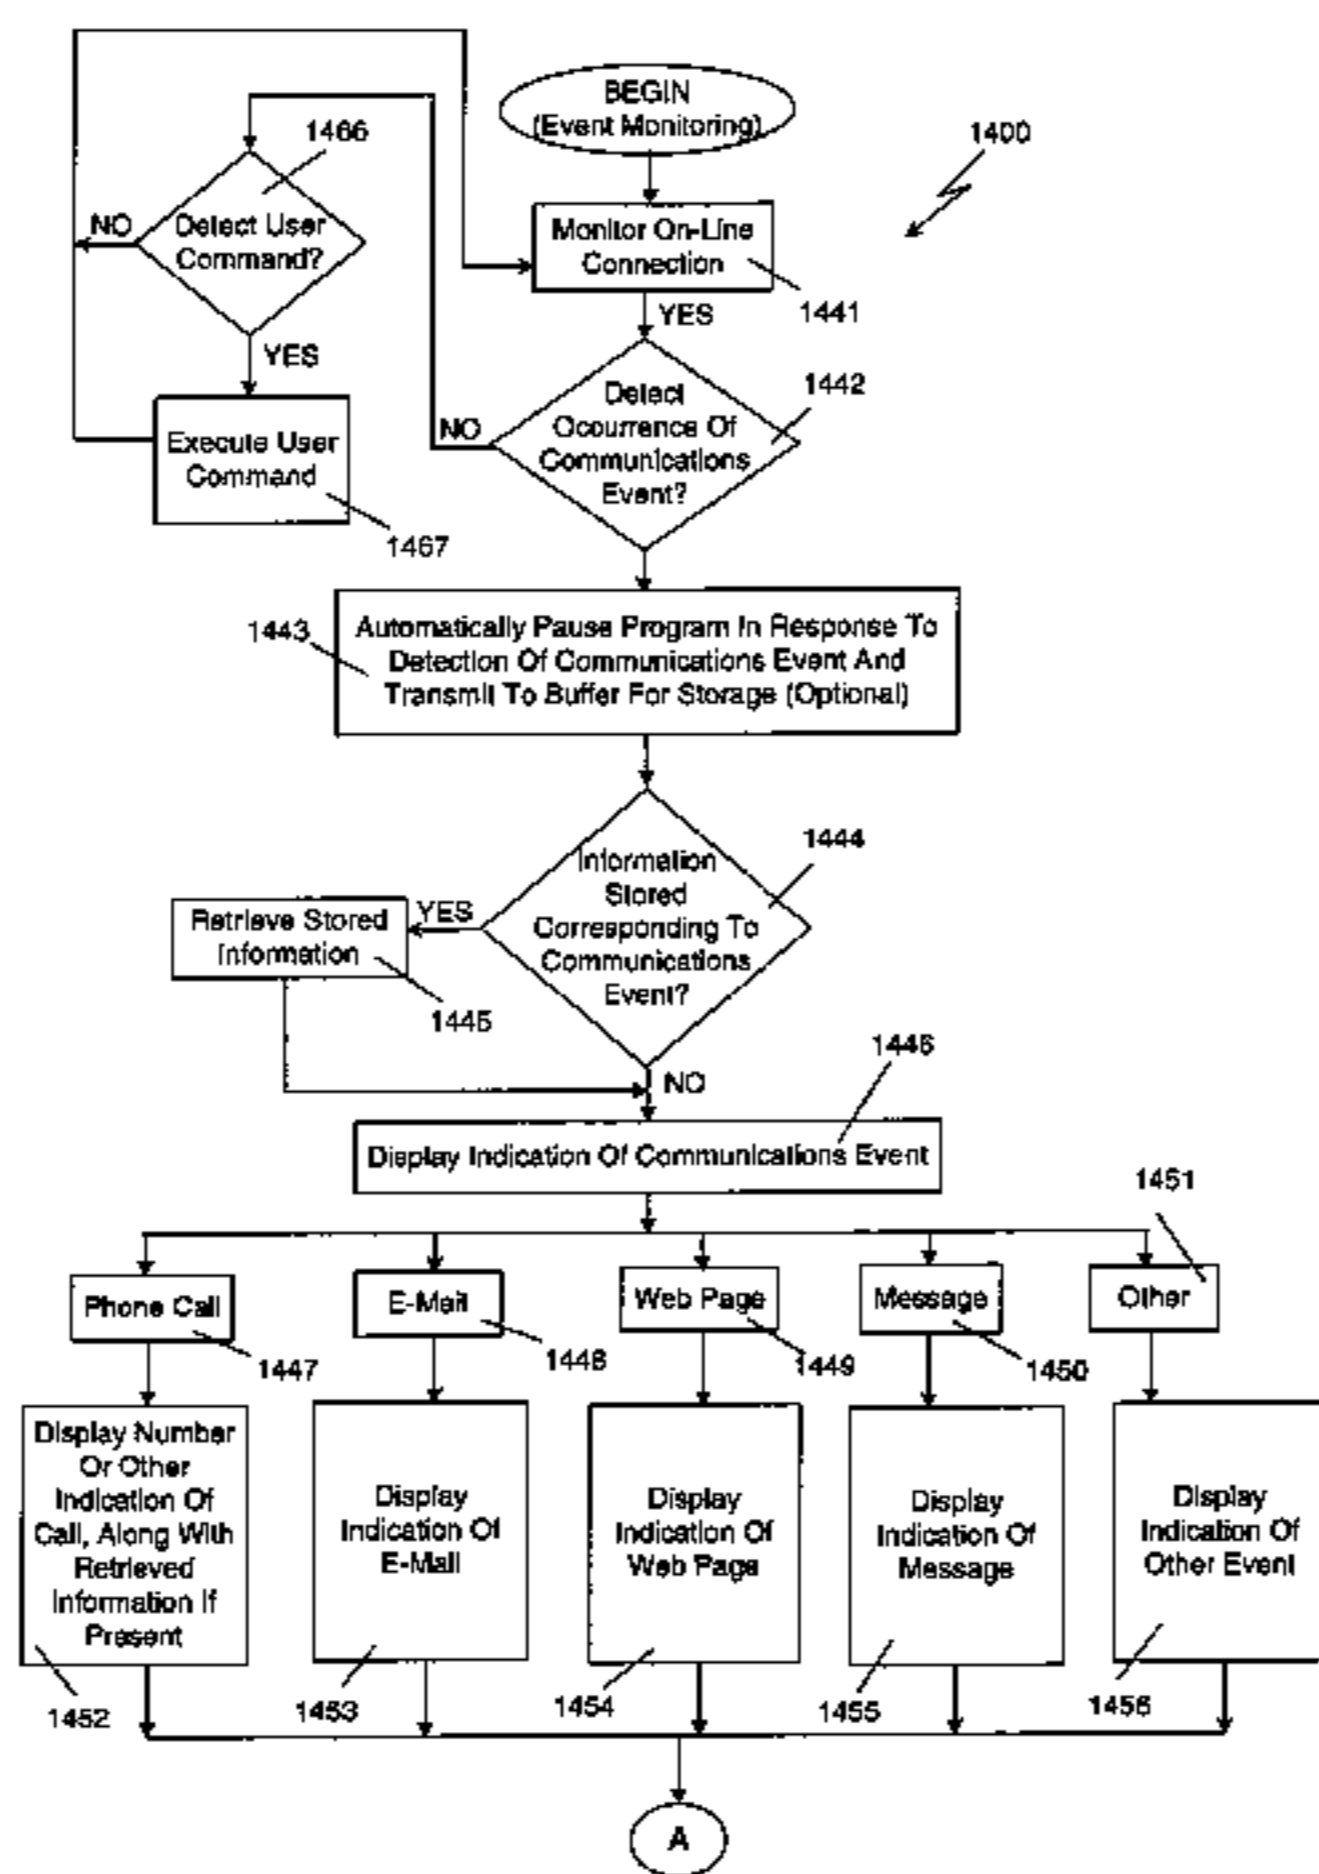 BEGIN
(Event Monitoring)
1400
1466
NO
Detect User
Command?
Monitor On-Line
Connection
1441
YES
YES
1442
Detect
Ocurrence Of
Communications
Event?
NO
Execute User
Command
1467
1443
Automatically Pause Program In Response To
Detection Of Communications Event And
Transmit To Buffer For Storage (Optional)
1444
Information
Stored
Corresponding To
Communications
Event?
YES
Retrieve Stored
Information
1445
NO
1446
Display Indication Of Communications Event
1451
Phone Call
E-Mail
Web Page
Message
Other
1447
1448
1449
1450
Display Number
Or Other
Indication Of
Call, Along With
Retrieved
Information If
Present
Display
Indication Of
E-Mail
Display
Indication Of
Web Page
Display
Indication Of
Message
Display
Indication Of
Other Event
1452
1453
1454
1455
1456
A